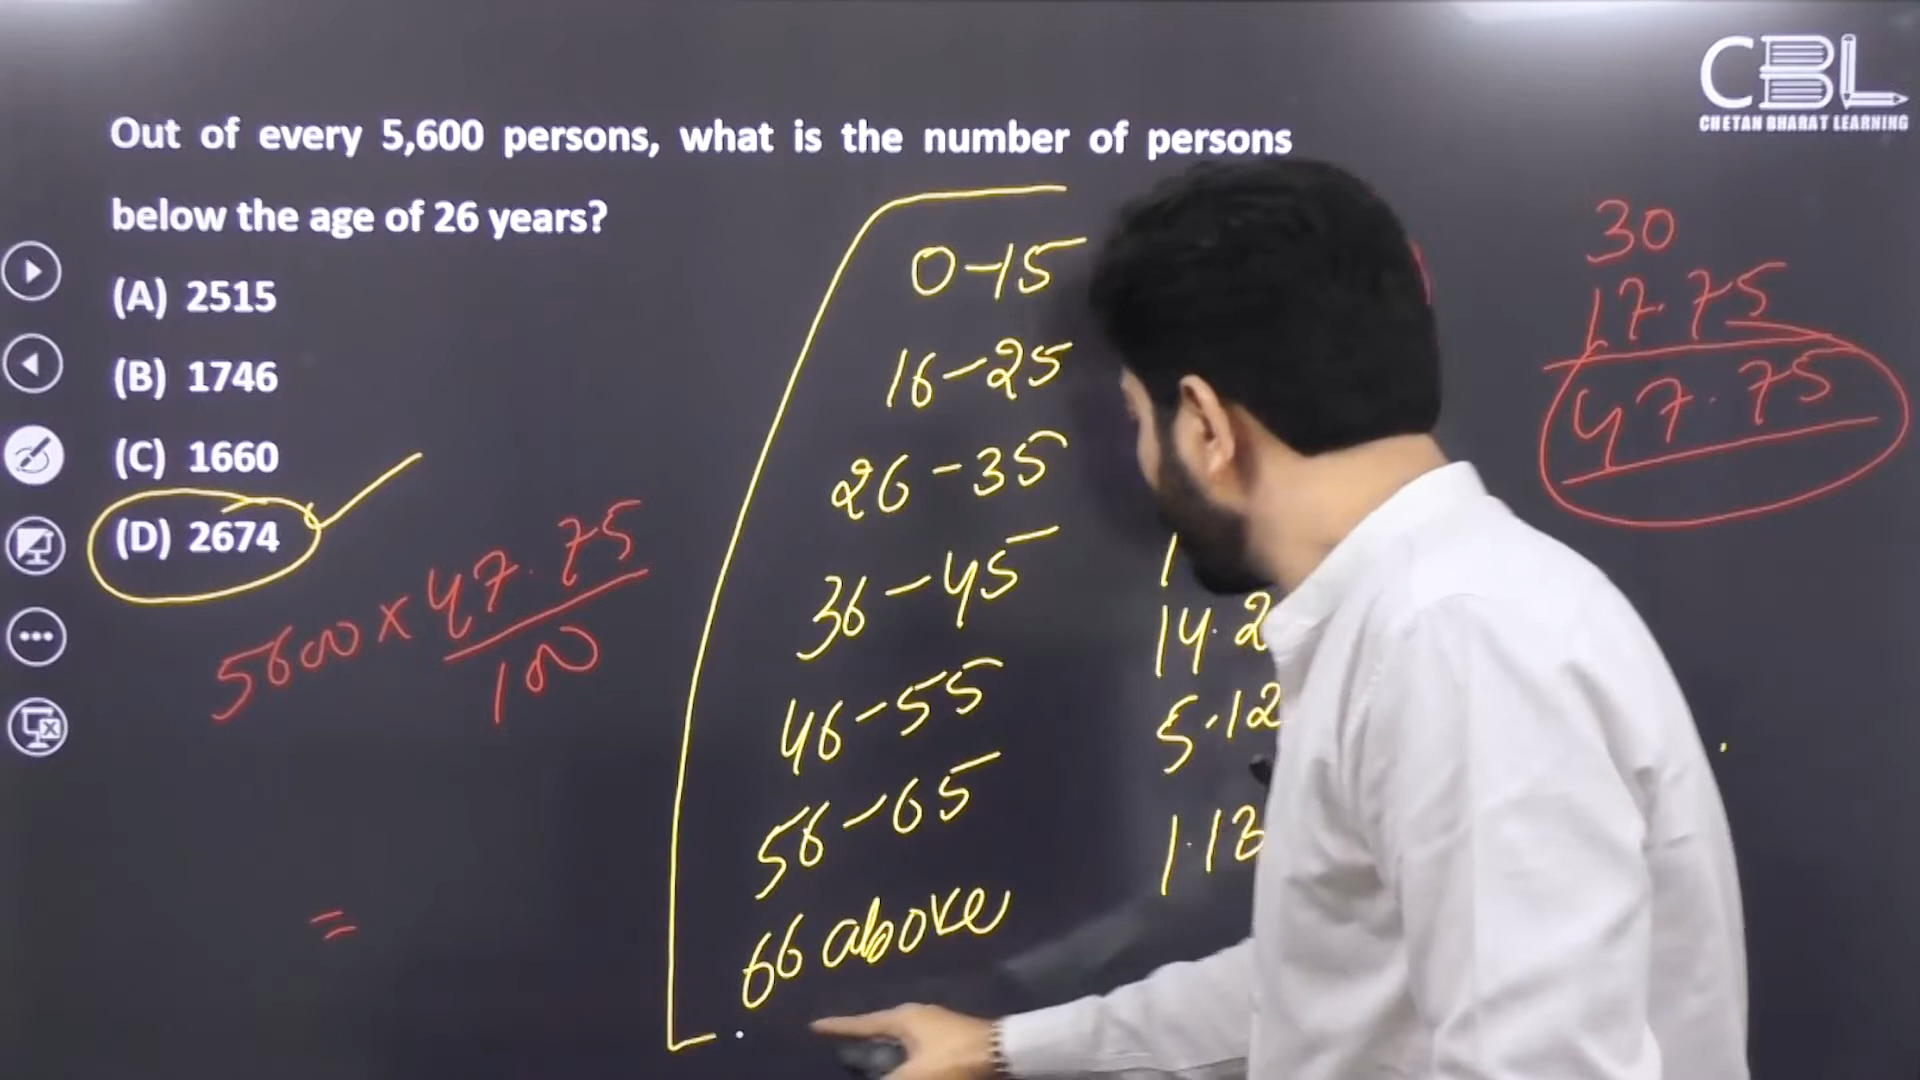 CBL
CHETAN BHARAT LEARNING
Out of every 5,600 persons, what is the number of persons
below the age of 26 years?
(A) 2515
(B) 1746
(C) 1660
(D) 2674
5600 × 47.75
100
=
0-15
16-25
26-35
36-45
46-55
56-65
66 above
14.2
5.12
30
17.75
47.75